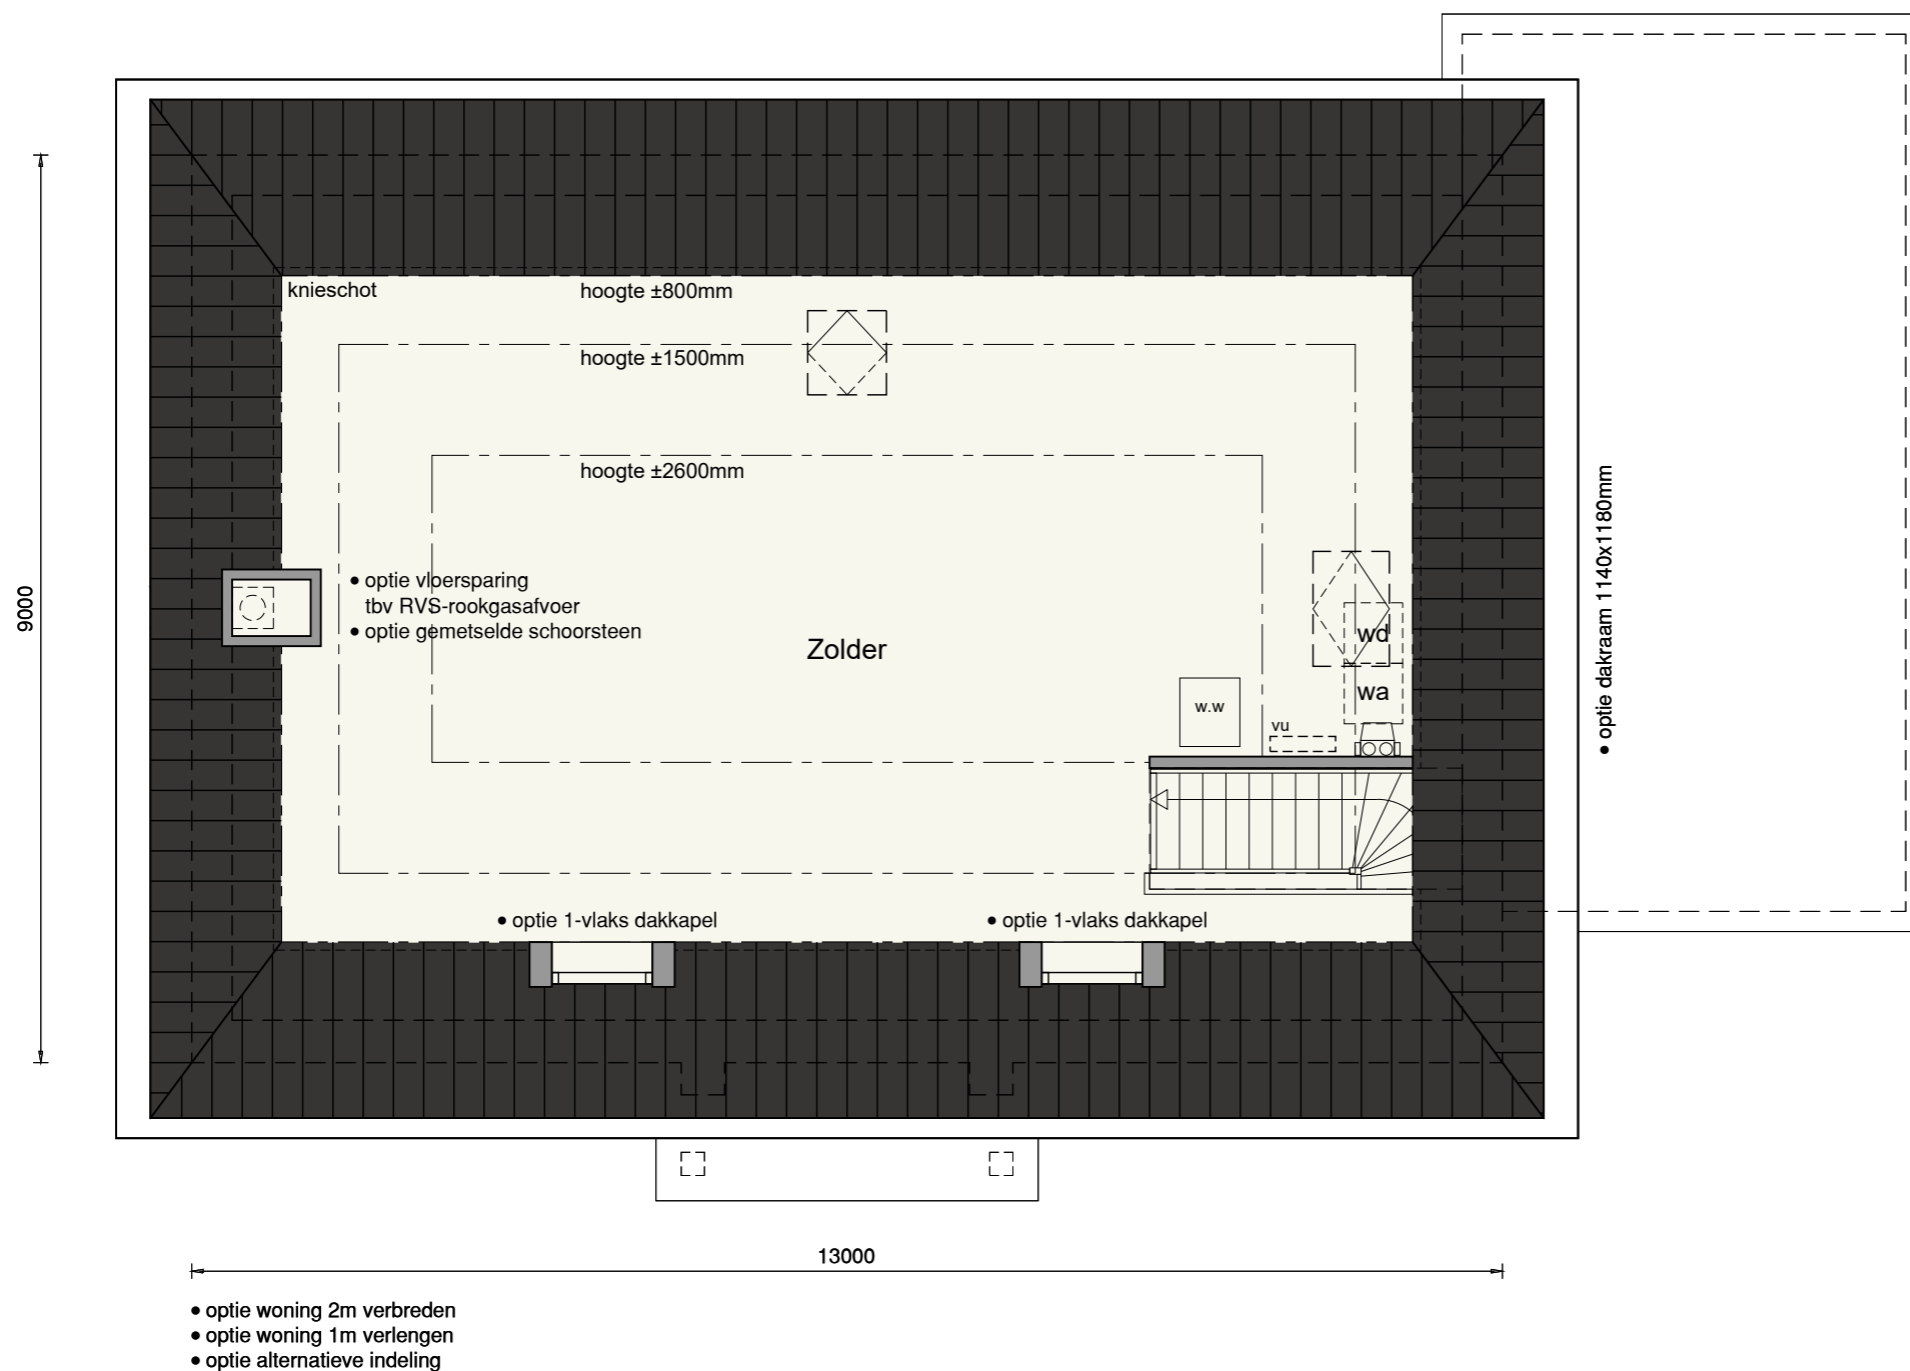 knieschot
hoogte ±800mm
hoogte ±1500mm
hoogte ±2600mm
9000
• optie vloersparing
tbv RVS-rookgasafvoer
• optie gemetselde schoorsteen
Zolder
wd
wa
w.w
vu
• optie dakraam 1140x1180mm
• optie 1-vlaks dakkapel
• optie 1-vlaks dakkapel
13000
• optie woning 2m verbreden
• optie woning 1m verlengen
• optie alternatieve indeling